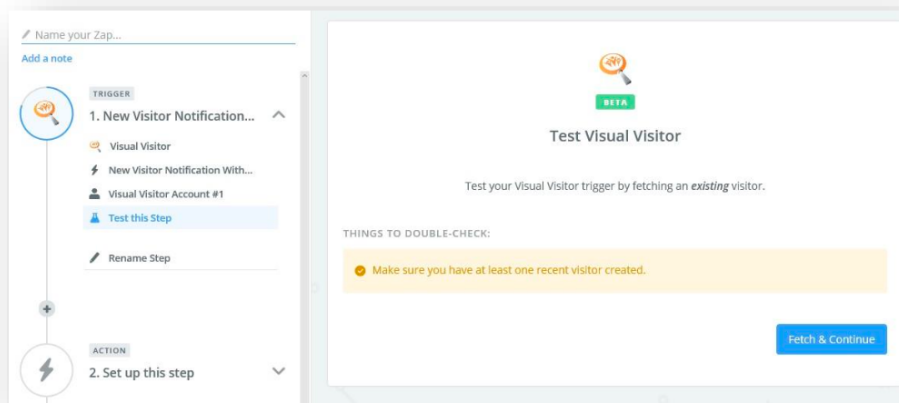 Name your Zap...
Add a note
TRIGGER
1. New Visitor Notification...
Visual Visitor
New Visitor Notification With...
Visual Visitor Account #1
Test this Step
Rename Step
ACTION
2. Set up this step
BETA
Test Visual Visitor
Test your Visual Visitor trigger by fetching an existing visitor.
THINGS TO DOUBLE-CHECK:
Make sure you have at least one recent visitor created.
Fetch & Continue